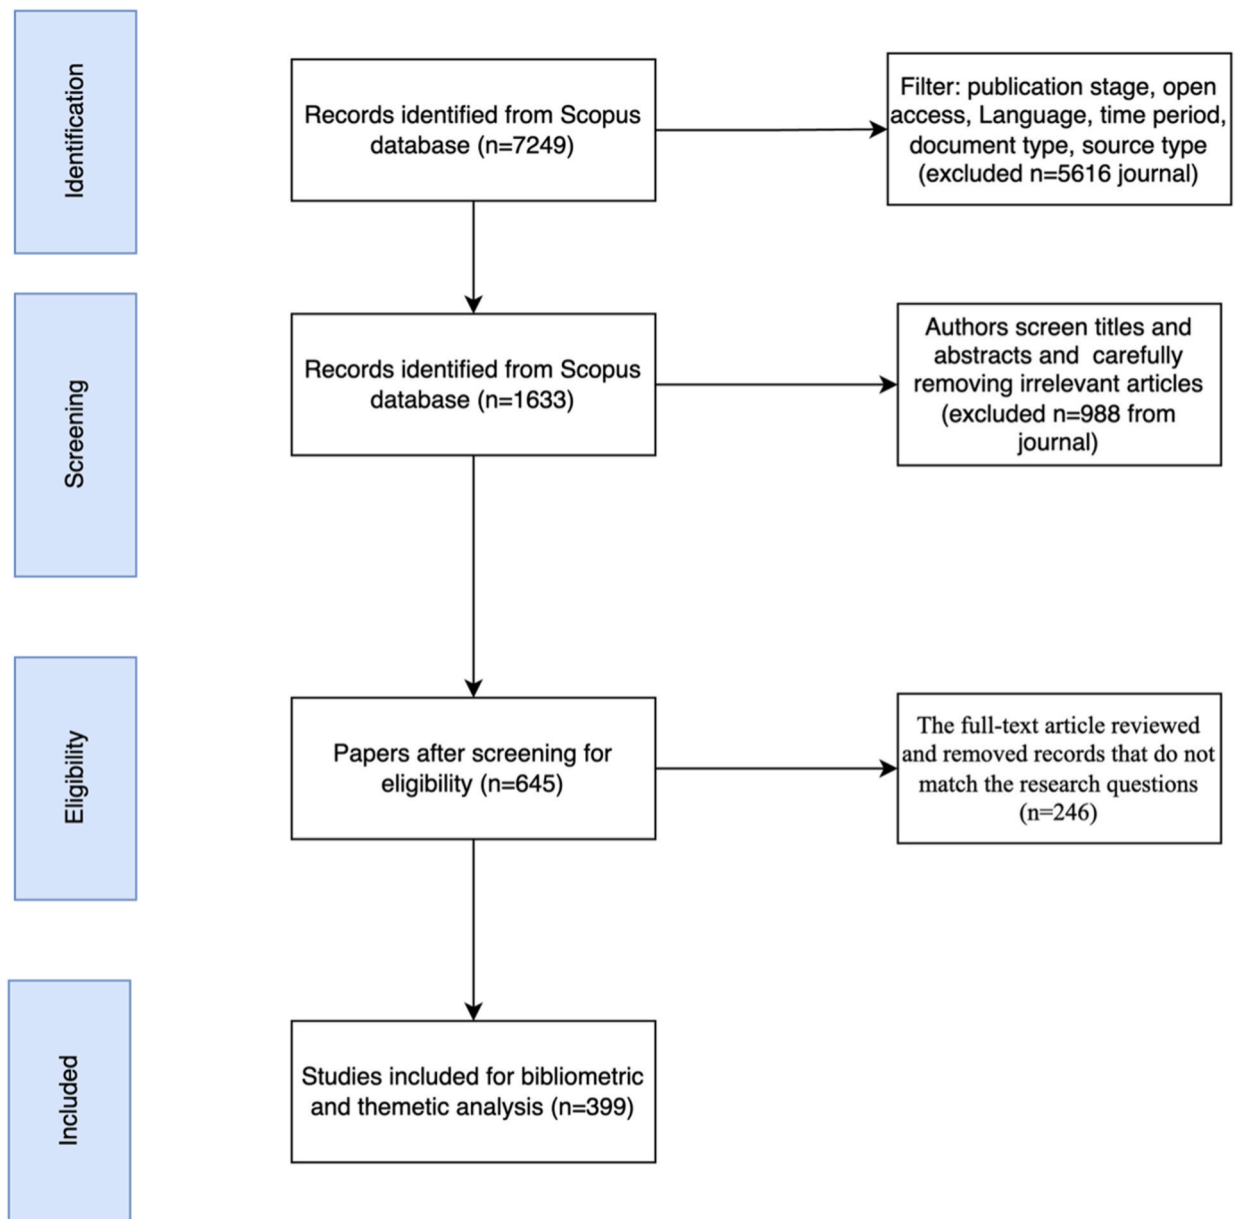 Identification
Records identified from Scopus
database (n=7249)
Filter: publication stage, open
access, Language, time period,
document type, source type
(excluded n=5616 journal)
Screening
Records identified from Scopus
database (n=1633)
Authors screen titles and
abstracts and carefully
removing irrelevant articles
(excluded n=988 from
journal)
Eligibility
Papers after screening for
eligibility (n=645)
The full-text article reviewed
and removed records that do not
match the research questions
(n=246)
Included
Studies included for bibliometric
and themetic analysis (n=399)